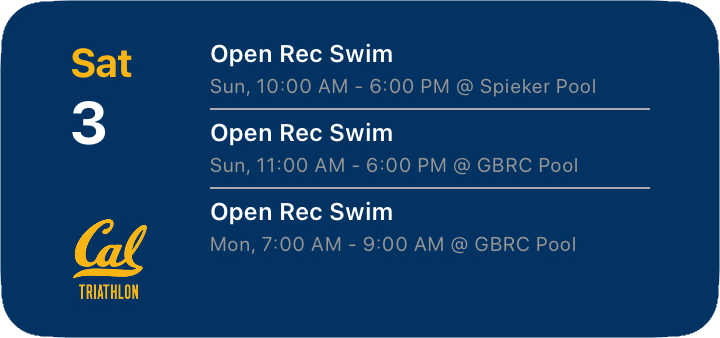 Sat
3
Cal
TRIATHLON
Open Rec Swim
Sun, 10:00 AM - 6:00 PM @ Spieker Pool
Open Rec Swim
Sun, 11:00 AM - 6:00 PM @ GBRC Pool
Open Rec Swim
Mon, 7:00 AM - 9:00 AM @ GBRC Pool